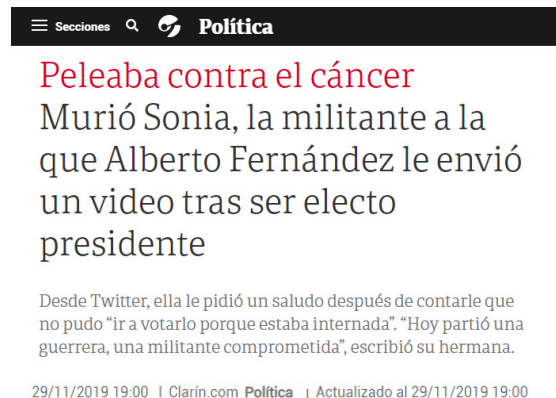 Secciones Política
Peleaba contra el cáncer
Murió Sonia, la militante a la
que Alberto Fernández le envió
un video tras ser electo
presidente
Desde Twitter, ella le pidió un saludo después de contarle que
no pudo “ir a votarlo porque estaba internada”. “Hoy partió una
guerrera, una militante comprometida”, escribió su hermana.
29/11/2019 19:00 | Clarín.com Política | Actualizado al 29/11/2019 19:00